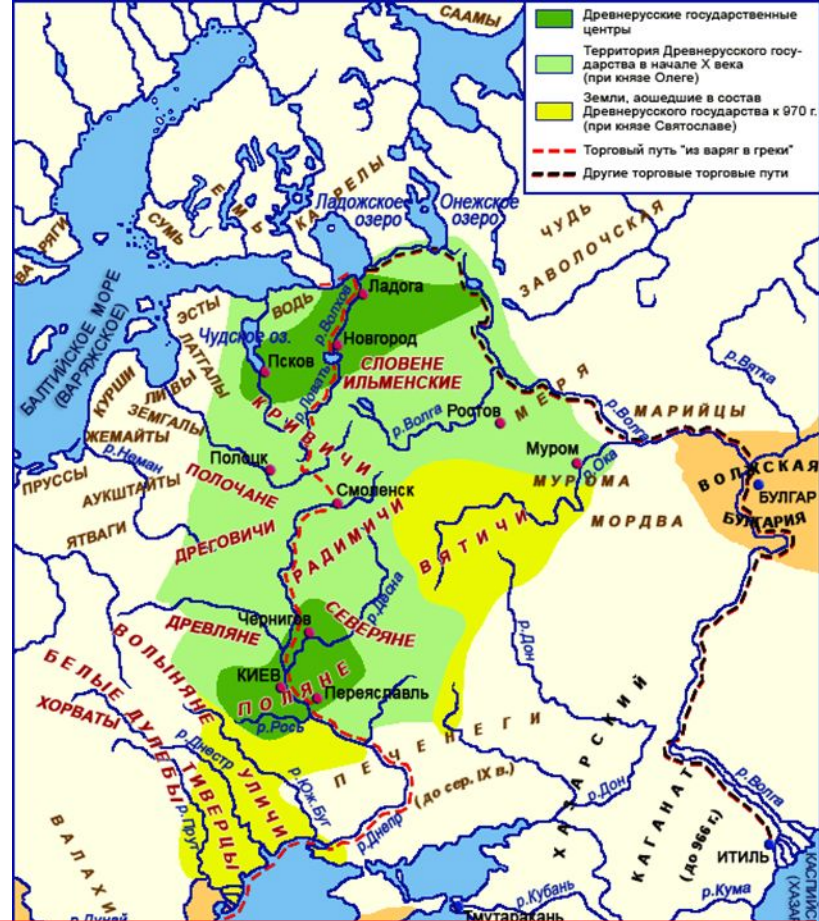 Древнерусские государственные
центры
Территория Древнерусского госу-
дарства в начале X века
(при князе Олеге)
Земли, аошедшие в состав
Древнерусского государства к 970 г.
(при князе Святославе)
Торговый путь "из варяг в греки"
Другие торговые торговые пути
СААМЫ
КАРЕЛЫ
ЕМЬ
СУМЬ
ВАРЯГИ
Ладожское
озеро
Онежское
озеро
ЧУДЬ
ЗАВОЛОЧСКАЯ
БАЛТИЙСКОЕ МОРЕ
(ВАРЯЖСКОЕ)
ЭСТЫ
ВОДЬ
Ладога
р.Волхов
Чудское оз.
Новгород
Псков
СЛОВЕНЕ
ИЛЬМЕНСКИЕ
ЛАТГАЛЫ
ЛИВЫ
КУРШИ
ЗЕМГАЛЫ
ЖЕМАЙТЫ
р.Неман
ПРУССЫ
АУКШТАЙТЫ
ЯТВАГИ
КРИВИЧИ
р.Ловать
р.Волга
Ростов
МЕРЯ
р.Волга
р.Вятка
МАРИЙЦЫ
Полоцк
ПОЛОЧАНЕ
Смоленск
Муром
р.Ока
МУРОМА
МОРДВА
ВОЛЖСКАЯ
БУЛГАР
БУЛГАРИЯ
ДРЕГОВИЧИ
РАДИМИЧИ
ВЯТИЧИ
р.Десна
Чернигов
СЕВЕРЯНЕ
ДРЕВЛЯНЕ
р.Дон
КИЕВ
ПОЛЯНЕ
Переяславль
р.Рось
ВОЛЫНЯНЕ
БЕЛЫЕ
ХОРВАТЫ
ДУЛЕБЫ
р.Днестр
ТИВЕРЦЫ
УЛИЧИ
р.Юж.Буг
р.Прут
ПЕЧЕНЕГИ
(до сер. IX в.)
р.Днепр
р.Дон
ХАЗАРСКИЙ
КАГАНАТ
(до 966 г.)
р.Волга
ИТИЛЬ
р.Кума
р.Кубань
Тмутаракань
ВАЛАХИ
р.Дунай
КАСПИЙС
(ХАЗА